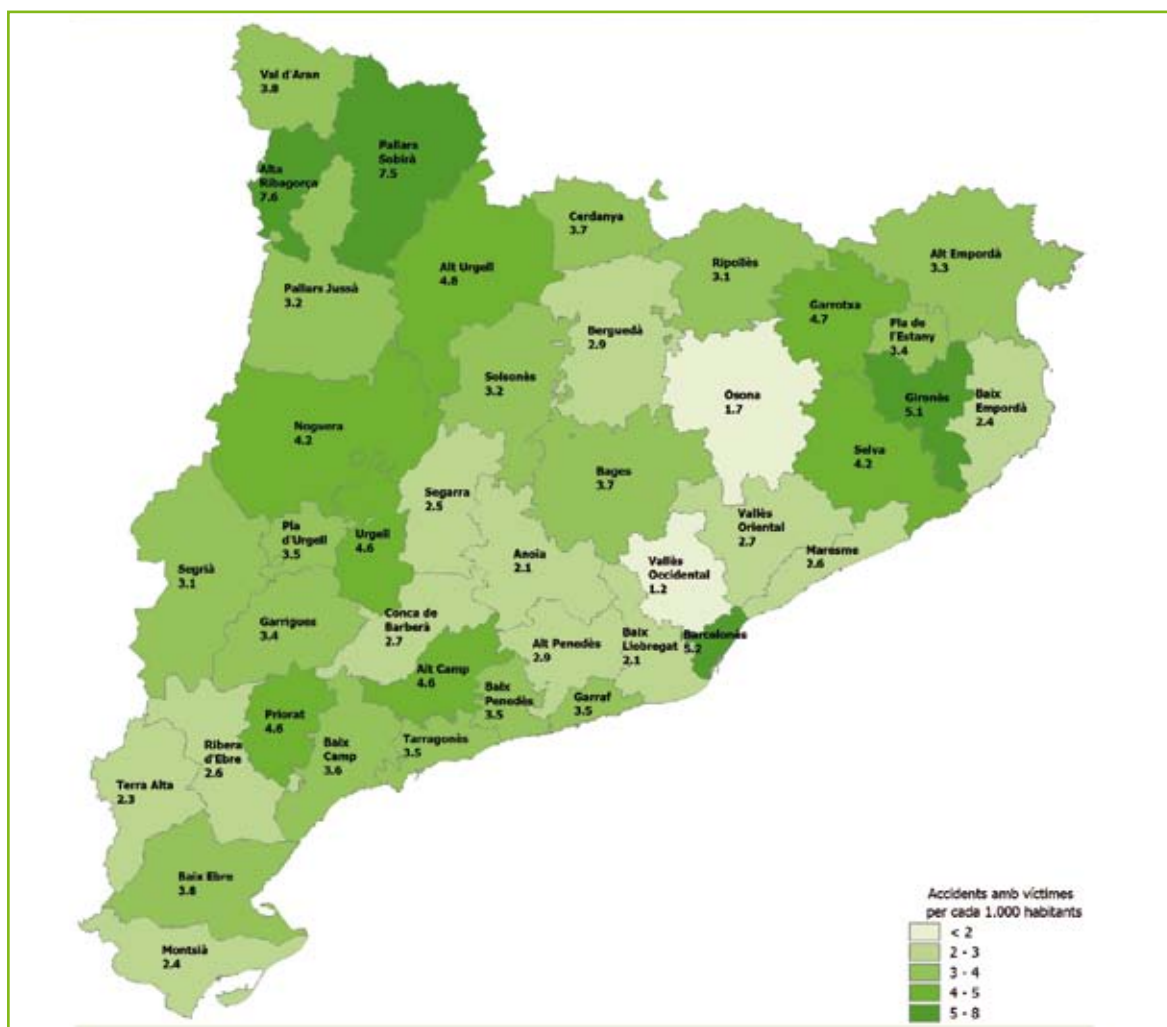 Val d'Aran
3.8
Pallars
Sobirà
7.5
Alta
Ribagorça
7.6
Cerdanya
3.7
Alt Urgell
4.8
Ripollès
3.1
Alt Empordà
3.3
Pallars Jussà
3.2
Garrotxa
4.7
Pla de
l'Estany
3.4
Berguedà
2.9
Solsonès
3.2
Osona
1.7
Gironès
5.1
Baix
Empordà
2.4
Noguera
4.2
Selva
4.2
Bages
3.7
Segarra
2.5
Vallès
Oriental
2.7
Pla
d'Urgell
3.5
Urgell
4.6
Anoia
2.1
Maresme
2.6
Vallès
Occidental
1.2
Segrià
3.1
Garrigues
3.4
Conca de
Barberà
2.7
Alt Penedès
2.9
Baix
Llobregat
2.1
Barcelonès
5.2
Alt Camp
4.6
Baix
Penedès
3.5
Garraf
3.5
Priorat
4.6
Ribera
d'Ebre
2.6
Baix
Camp
3.6
Tarragonès
3.5
Terra Alta
2.3
Baix Ebre
3.8
Montsià
2.4
Accidents amb víctimes
per cada 1.000 habitants
< 2
2 - 3
3 - 4
4 - 5
5 - 8